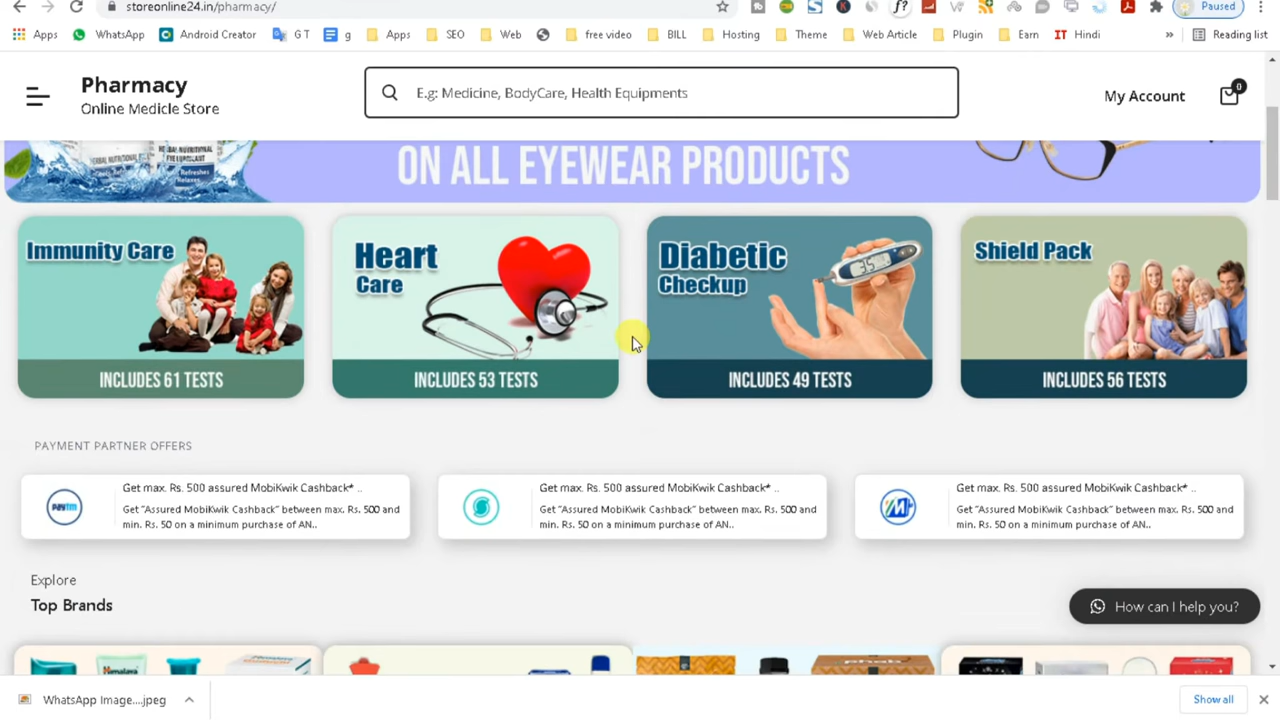 storeonline24.in/pharmacy/
Paused
Apps WhatsApp Android Creator G T g Apps SEO Web free video BILL Hosting Theme Web Article Plugin Earn IT Hindi » Reading list
Pharmacy
Online Medicle Store
E.g: Medicine, BodyCare, Health Equipments
My Account
0
HERBAL NUTRITIONAL
ON ALL EYEWEAR PRODUCTS
Immunity Care
INCLUDES 61 TESTS
Heart
Care
INCLUDES 53 TESTS
Diabetic
Checkup
INCLUDES 49 TESTS
Shield Pack
INCLUDES 56 TESTS
PAYMENT PARTNER OFFERS
paytm
Get max. Rs. 500 assured MobiKwik Cashback* ..
Get "Assured MobiKwik Cashback" between max. Rs. 500 and
min. Rs. 50 on a minimum purchase of AN..
Get max. Rs. 500 assured MobiKwik Cashback* ..
Get "Assured MobiKwik Cashback" between max. Rs. 500 and
min. Rs. 50 on a minimum purchase of AN..
Get max. Rs. 500 assured MobiKwik Cashback* ..
Get "Assured MobiKwik Cashback" between max. Rs. 500 and
min. Rs. 50 on a minimum purchase of AN..
Explore
Top Brands
How can I help you?
Himalaya
phab
WhatsApp Image....jpeg
Show all